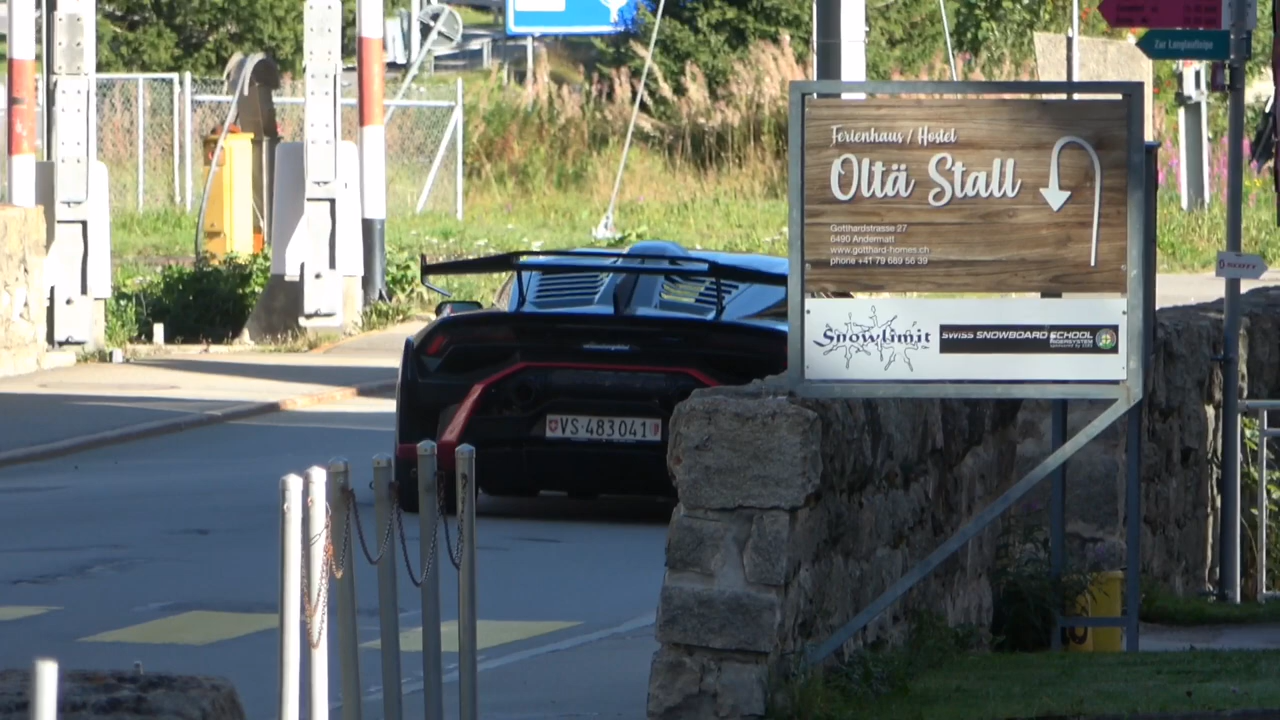 Zur Langlaufloipe
Ferienhaus / Hostel
Oltä Stall
Gotthardstrasse 27
6490 Andermatt
www.gotthard-homes.ch
phone +41 79 689 56 39
Snowlimit
SWISS SNOWBOARD SCHOOL
VS·483041